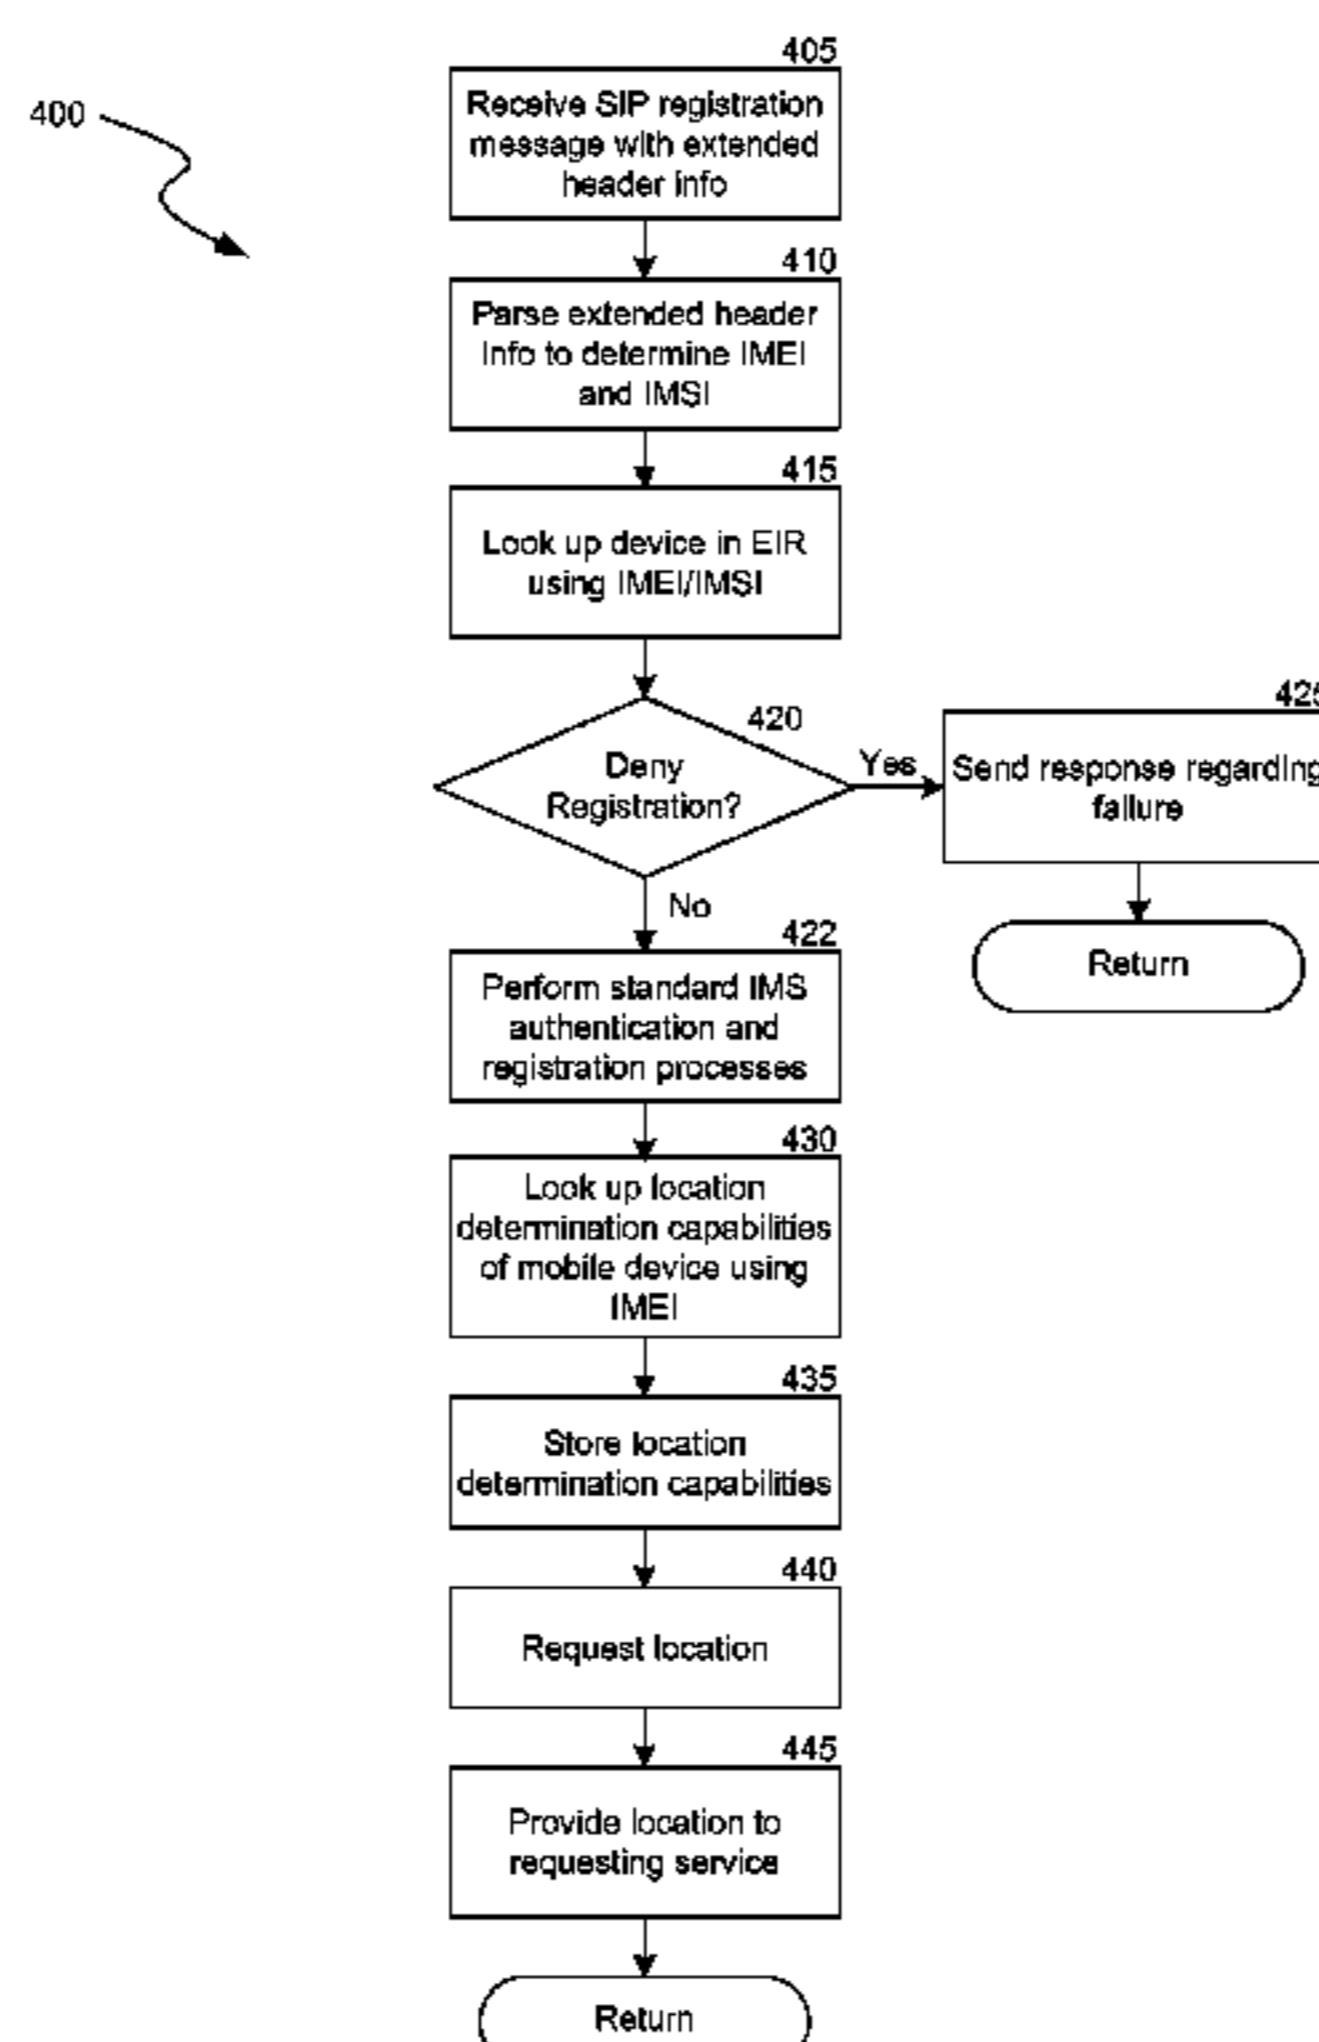 400
405
Receive SIP registration
message with extended
header info
410
Parse extended header
info to determine IMEI
and IMSI
415
Look up device in EIR
using IMEI/IMSI
420
Deny
Registration?
Yes
425
Send response regarding
failure
Return
No
422
Perform standard IMS
authentication and
registration processes
430
Look up location
determination capabilities
of mobile device using
IMEI
435
Store location
determination capabilities
440
Request location
445
Provide location to
requesting service
Return